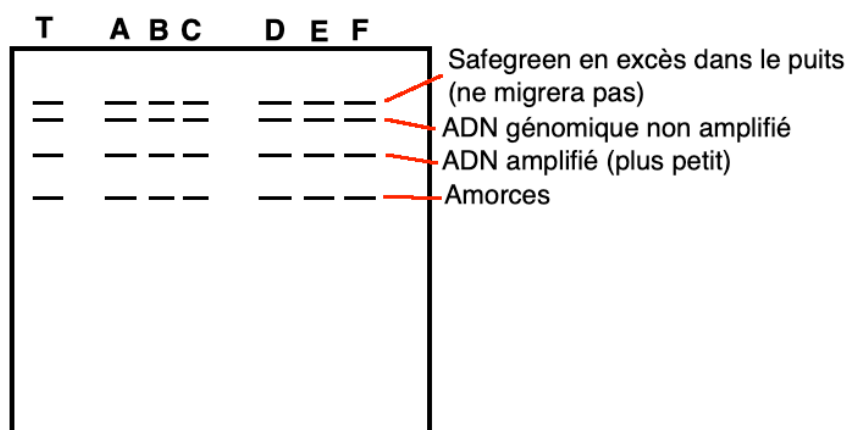 T A B C D E F
Safegreen en excès dans le puits
(ne migrera pas)
ADN génomique non amplifié
ADN amplifié (plus petit)
Amorces